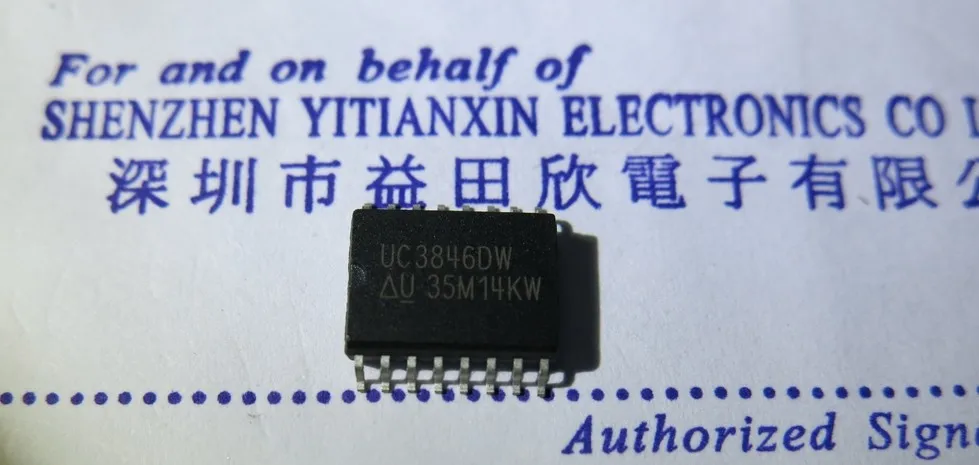 For and on behalf of
SHENZHEN YITIANXIN ELECTRONICS CO
深圳市益田欣電子有限
UC3846DW
ΔU 35M14KW
Authorized